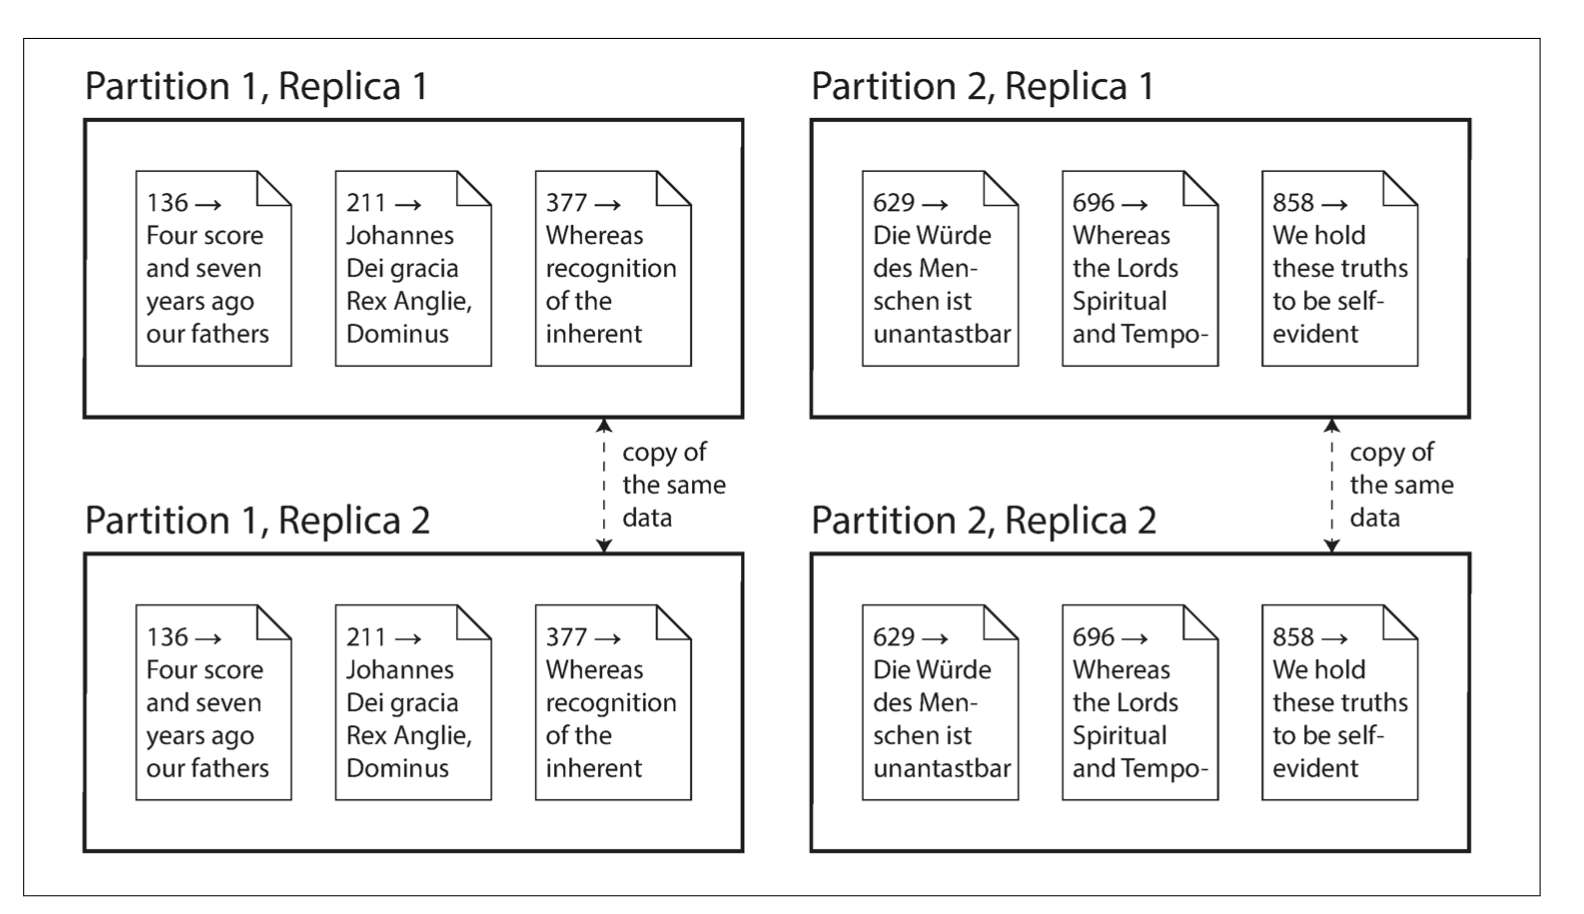 Partition 1, Replica 1
136 →
Four score
and seven
years ago
our fathers
211 →
Johannes
Dei gracia
Rex Anglie,
Dominus
377 →
Whereas
recognition
of the
inherent
Partition 2, Replica 1
629 →
Die Würde
des Men-
schen ist
unantastbar
696 →
Whereas
the Lords
Spiritual
and Tempo-
858 →
We hold
these truths
to be self-
evident
copy of
the same
data
copy of
the same
data
Partition 1, Replica 2
136 →
Four score
and seven
years ago
our fathers
211 →
Johannes
Dei gracia
Rex Anglie,
Dominus
377 →
Whereas
recognition
of the
inherent
Partition 2, Replica 2
629 →
Die Würde
des Men-
schen ist
unantastbar
696 →
Whereas
the Lords
Spiritual
and Tempo-
858 →
We hold
these truths
to be self-
evident